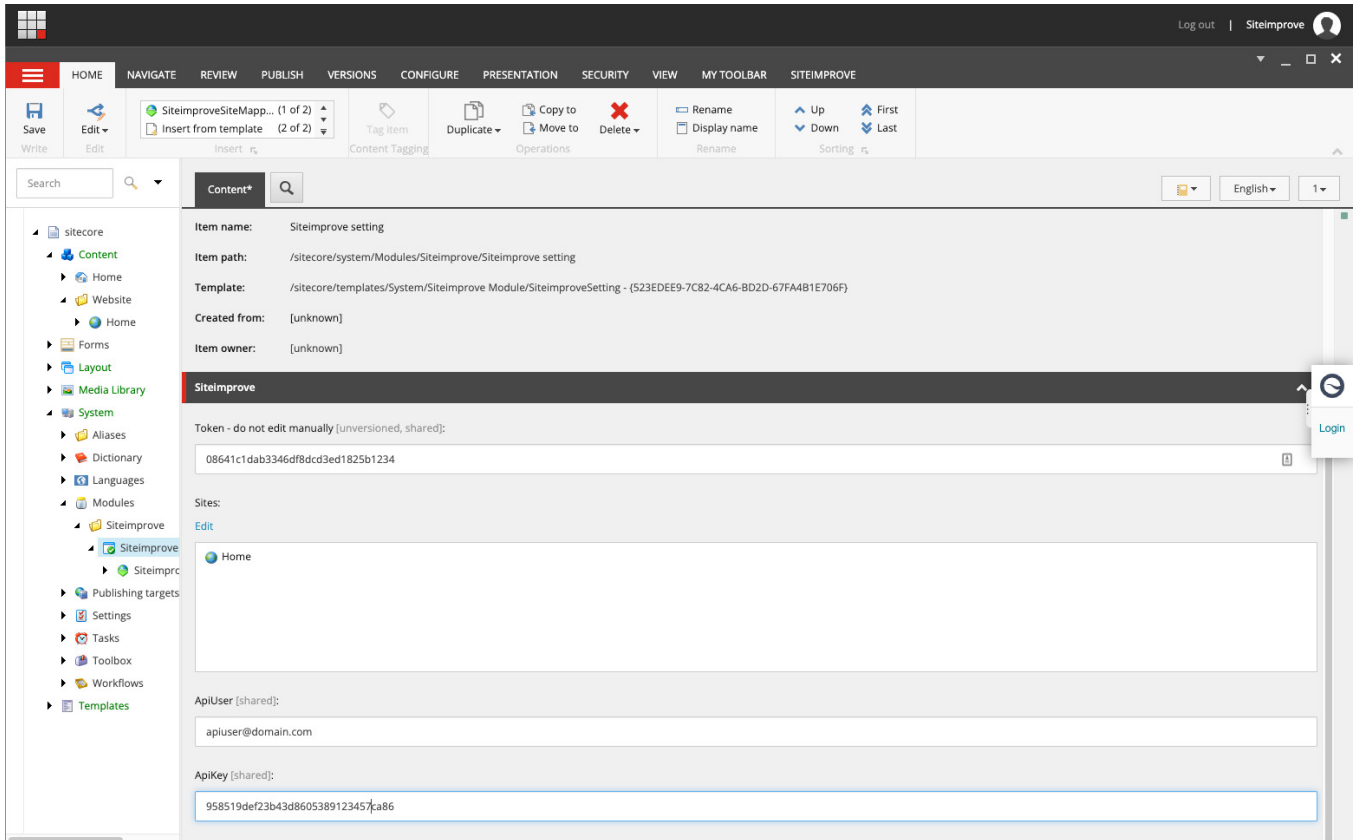 Log out | Siteimprove
HOME NAVIGATE REVIEW PUBLISH VERSIONS CONFIGURE PRESENTATION SECURITY VIEW MY TOOLBAR SITEIMPROVE
Save
Write
Edit
Edit
SiteimproveSiteMapp... (1 of 2)
Insert from template (2 of 2)
Insert
Tag item
Content Tagging
Duplicate
Copy to
Move to
Delete
Operations
Rename
Display name
Rename
Up
Down
First
Last
Sorting
Search
Content*
English
1
sitecore
Content
Home
Website
Home
Forms
Layout
Media Library
System
Aliases
Dictionary
Languages
Modules
Siteimprove
Siteimprove
Siteimpro
Publishing targets
Settings
Tasks
Toolbox
Workflows
Templates
Item name: Siteimprove setting
Item path: /sitecore/system/Modules/Siteimprove/Siteimprove setting
Template: /sitecore/templates/System/Siteimprove Module/SiteimproveSetting - {523EDEE9-7C82-4CA6-BD2D-67FA4B1E706F}
Created from: [unknown]
Item owner: [unknown]
Siteimprove
Login
Token - do not edit manually [unversioned, shared]:
08641c1dab3346df8dcd3ed1825b1234
Sites:
Edit
Home
ApiUser [shared]:
apiuser@domain.com
ApiKey [shared]:
958519def23b43d8605389123457ca86